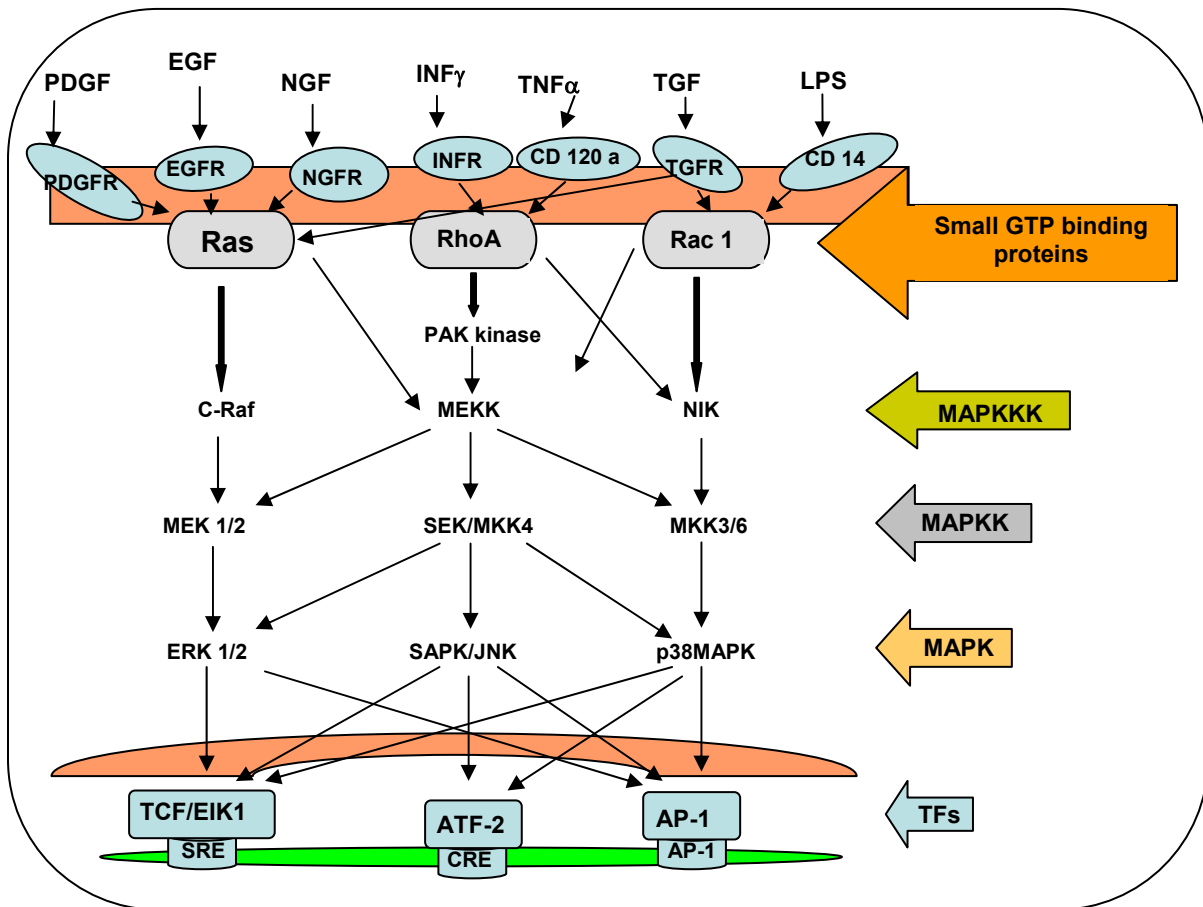 PDGF
EGF
NGF
INFγ
TNFα
TGF
LPS
PDGFR
EGFR
NGFR
INFR
CD 120 a
TGFR
CD 14
Ras
RhoA
Rac 1
Small GTP binding
proteins
PAK kinase
C-Raf
MEKK
NIK
MAPKKK
MEK 1/2
SEK/MKK4
MKK3/6
MAPKK
ERK 1/2
SAPK/JNK
p38MAPK
MAPK
TCF/EIK1
ATF-2
AP-1
TFs
SRE
CRE
AP-1